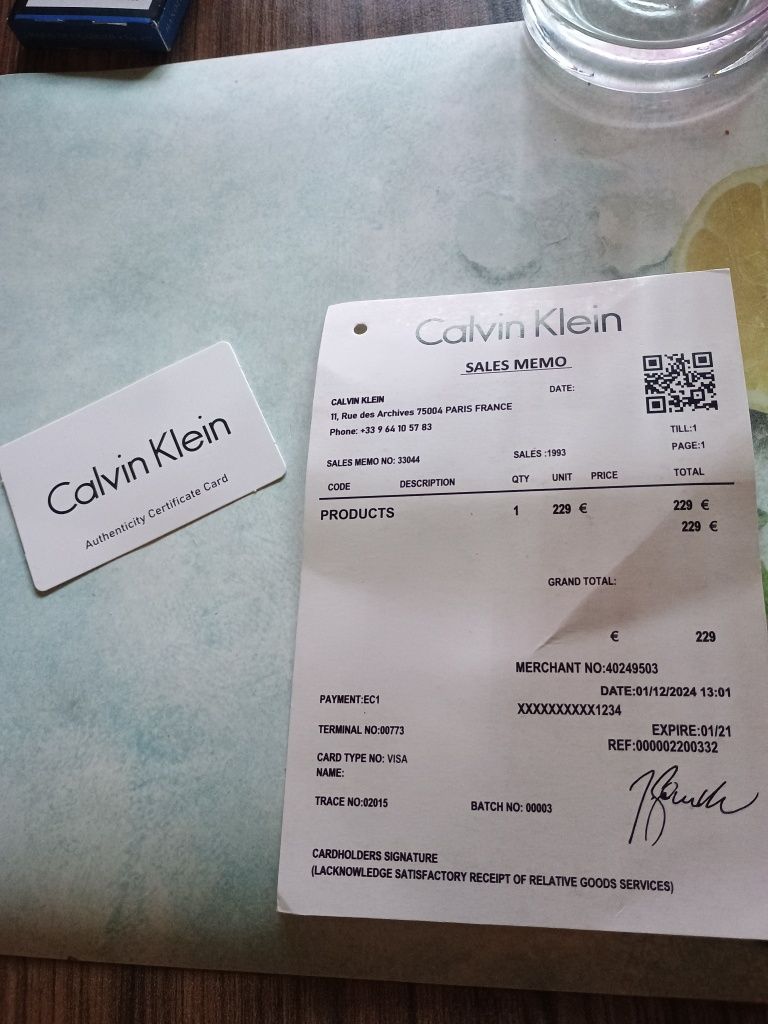 Calvin Klein
Authenticity Certificate Card
Calvin Klein
SALES MEMO
DATE:
CALVIN KLEIN
11, Rue des Archives 75004 PARIS FRANCE
Phone: +33 9 64 10 57 83
TILL:1
PAGE:1
SALES MEMO NO: 33044
SALES :1993
CODE DESCRIPTION QTY UNIT PRICE TOTAL
PRODUCTS 1 229 € 229 €
229 €
GRAND TOTAL:
€ 229
MERCHANT NO:40249503
PAYMENT:EC1
DATE:01/12/2024 13:01
XXXXXXXXXX1234
TERMINAL NO:00773
EXPIRE:01/21
REF:000002200332
CARD TYPE NO: VISA
NAME:
TRACE NO:02015
BATCH NO: 00003
CARDHOLDERS SIGNATURE
(LACKNOWLEDGE SATISFACTORY RECEIPT OF RELATIVE GOODS SERVICES)